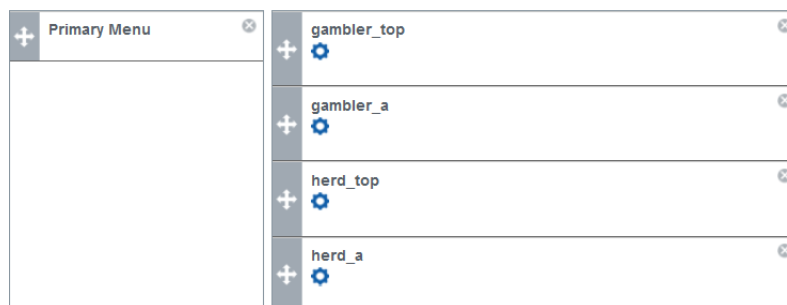 Primary Menu
gambler_top
gambler_a
herd_top
herd_a